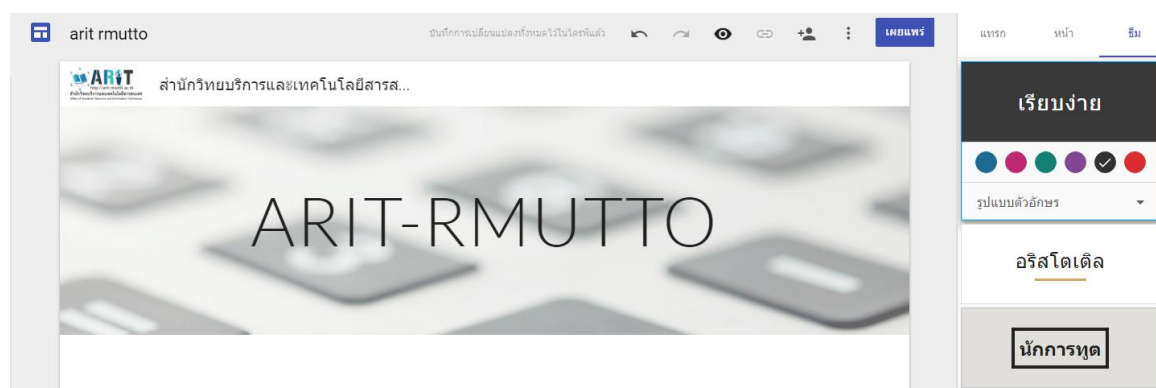 arit rmutto
บันทึกการเปลี่ยนแปลงทั้งหมดไว้ในไดรฟ์แล้ว
เผยแพร่
แทรก
หน้า
ธีม
ARiT
สำนักวิทยบริการและเทคโนโลยีสารส...
ARIT-RMUTTO
เรียบง่าย
รูปแบบตัวอักษร
อริสโตเติล
นักการทูต